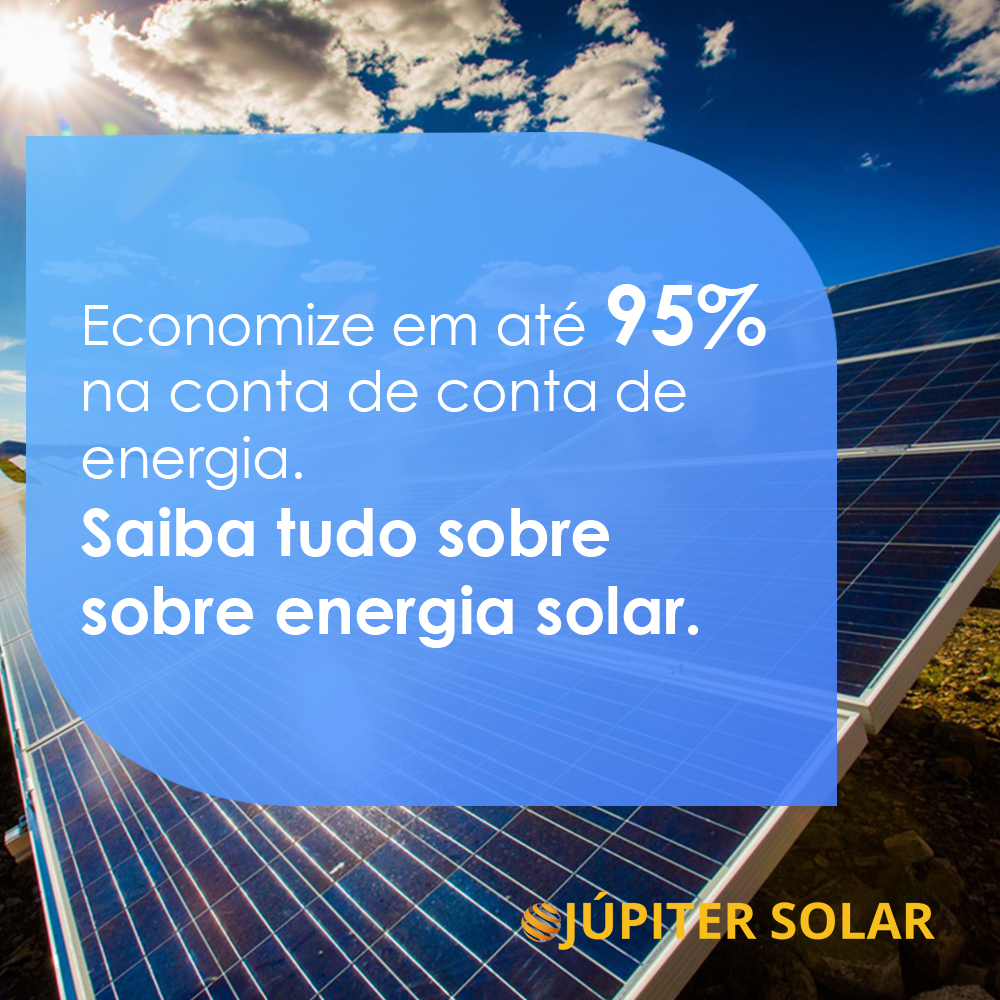 Economize em até 95%
na conta de conta de
energia.
Saiba tudo sobre
sobre energia solar.
JÚPITER SOLAR